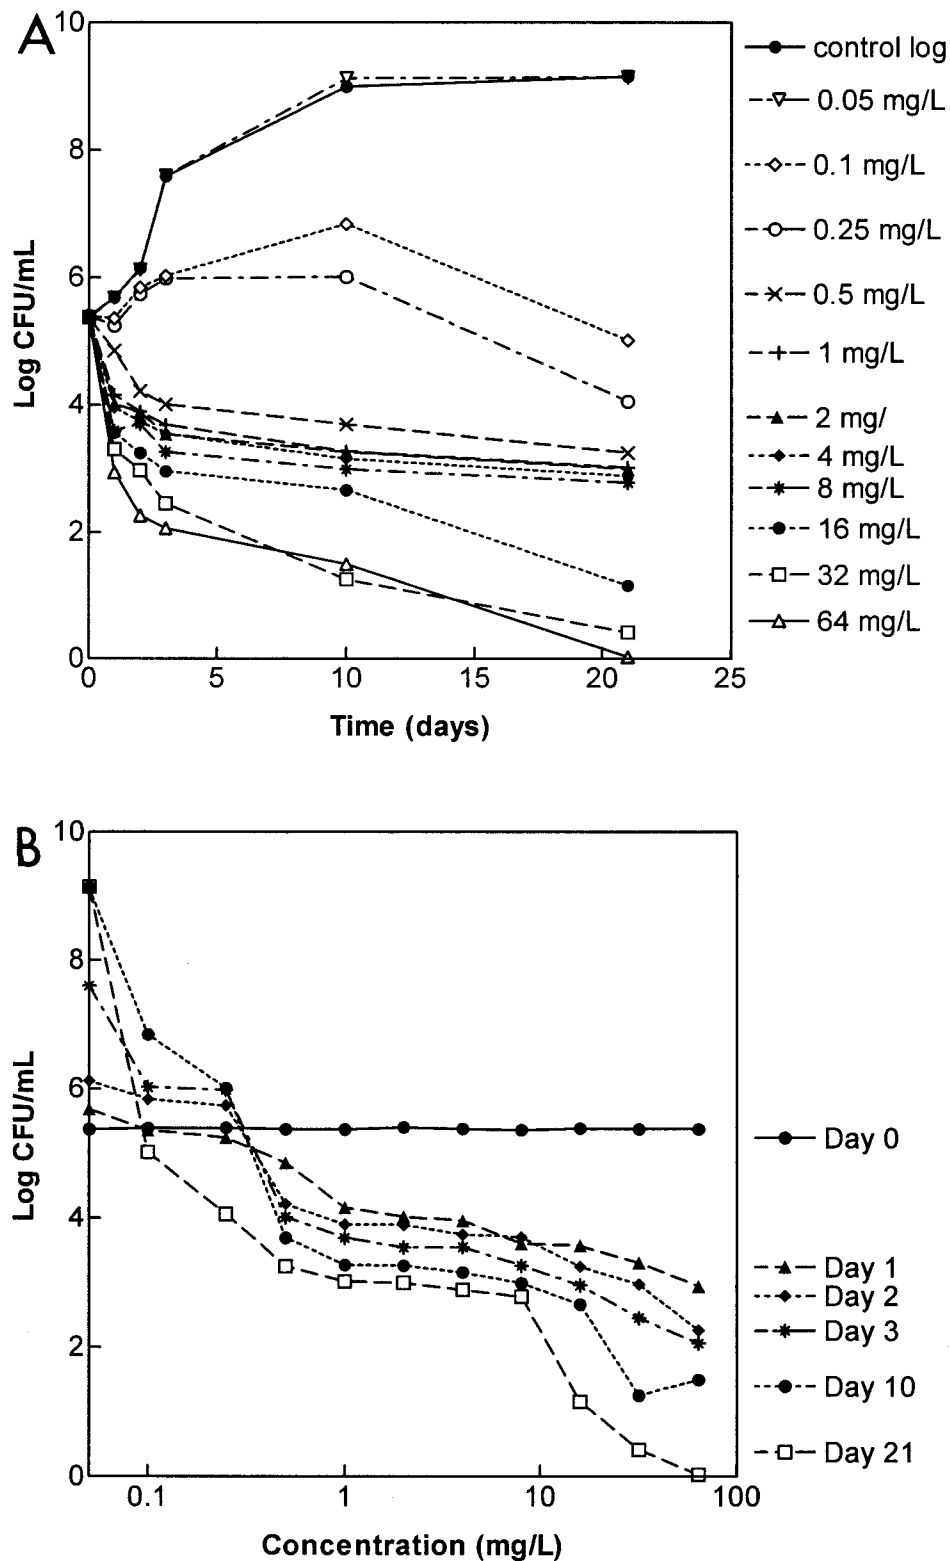 A
10
8
6
4
2
0
Log CFU/mL
0 5 10 15 20 25
Time (days)
control log
0.05 mg/L
0.1 mg/L
0.25 mg/L
0.5 mg/L
1 mg/L
2 mg/
4 mg/L
8 mg/L
16 mg/L
32 mg/L
64 mg/L
B
10
8
6
4
2
0
Log CFU/mL
0.1 1 10 100
Concentration (mg/L)
Day 0
Day 1
Day 2
Day 3
Day 10
Day 21